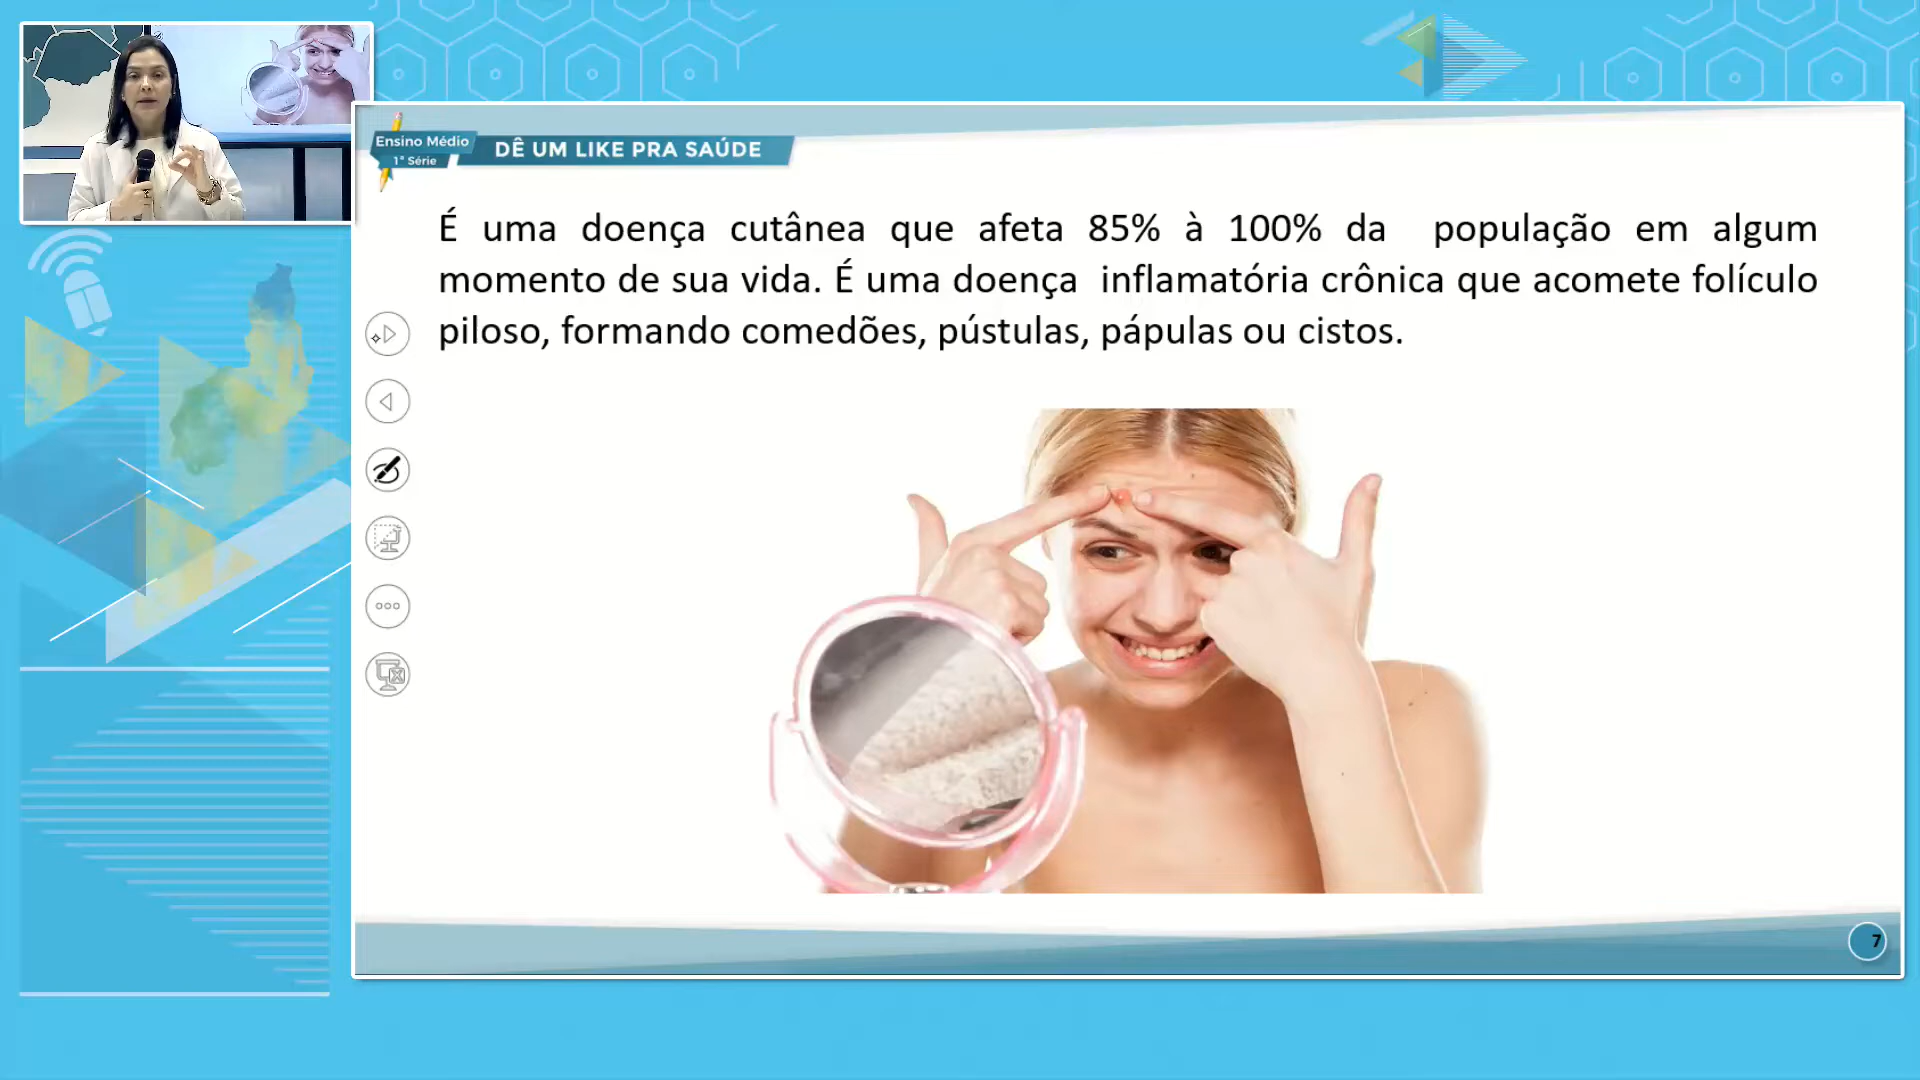 Ensino Médio
1ª Série
DÊ UM LIKE PRA SAÚDE
É uma doença cutânea que afeta 85% à 100% da população em algum
momento de sua vida. É uma doença inflamatória crônica que acomete folículo
piloso, formando comedões, pústulas, pápulas ou cistos.
7